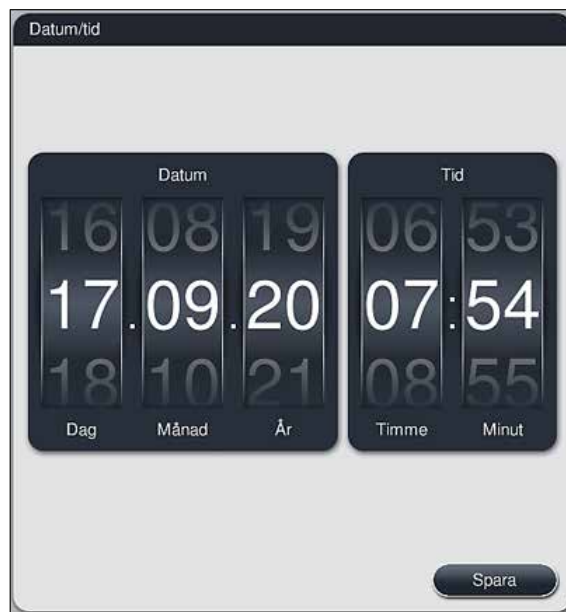 Datum/tid
Datum
Tid
16 08 19 06 53
17.09.20 07:54
18 10 21 08 55
Dag Månad År Timme Minut
Spara